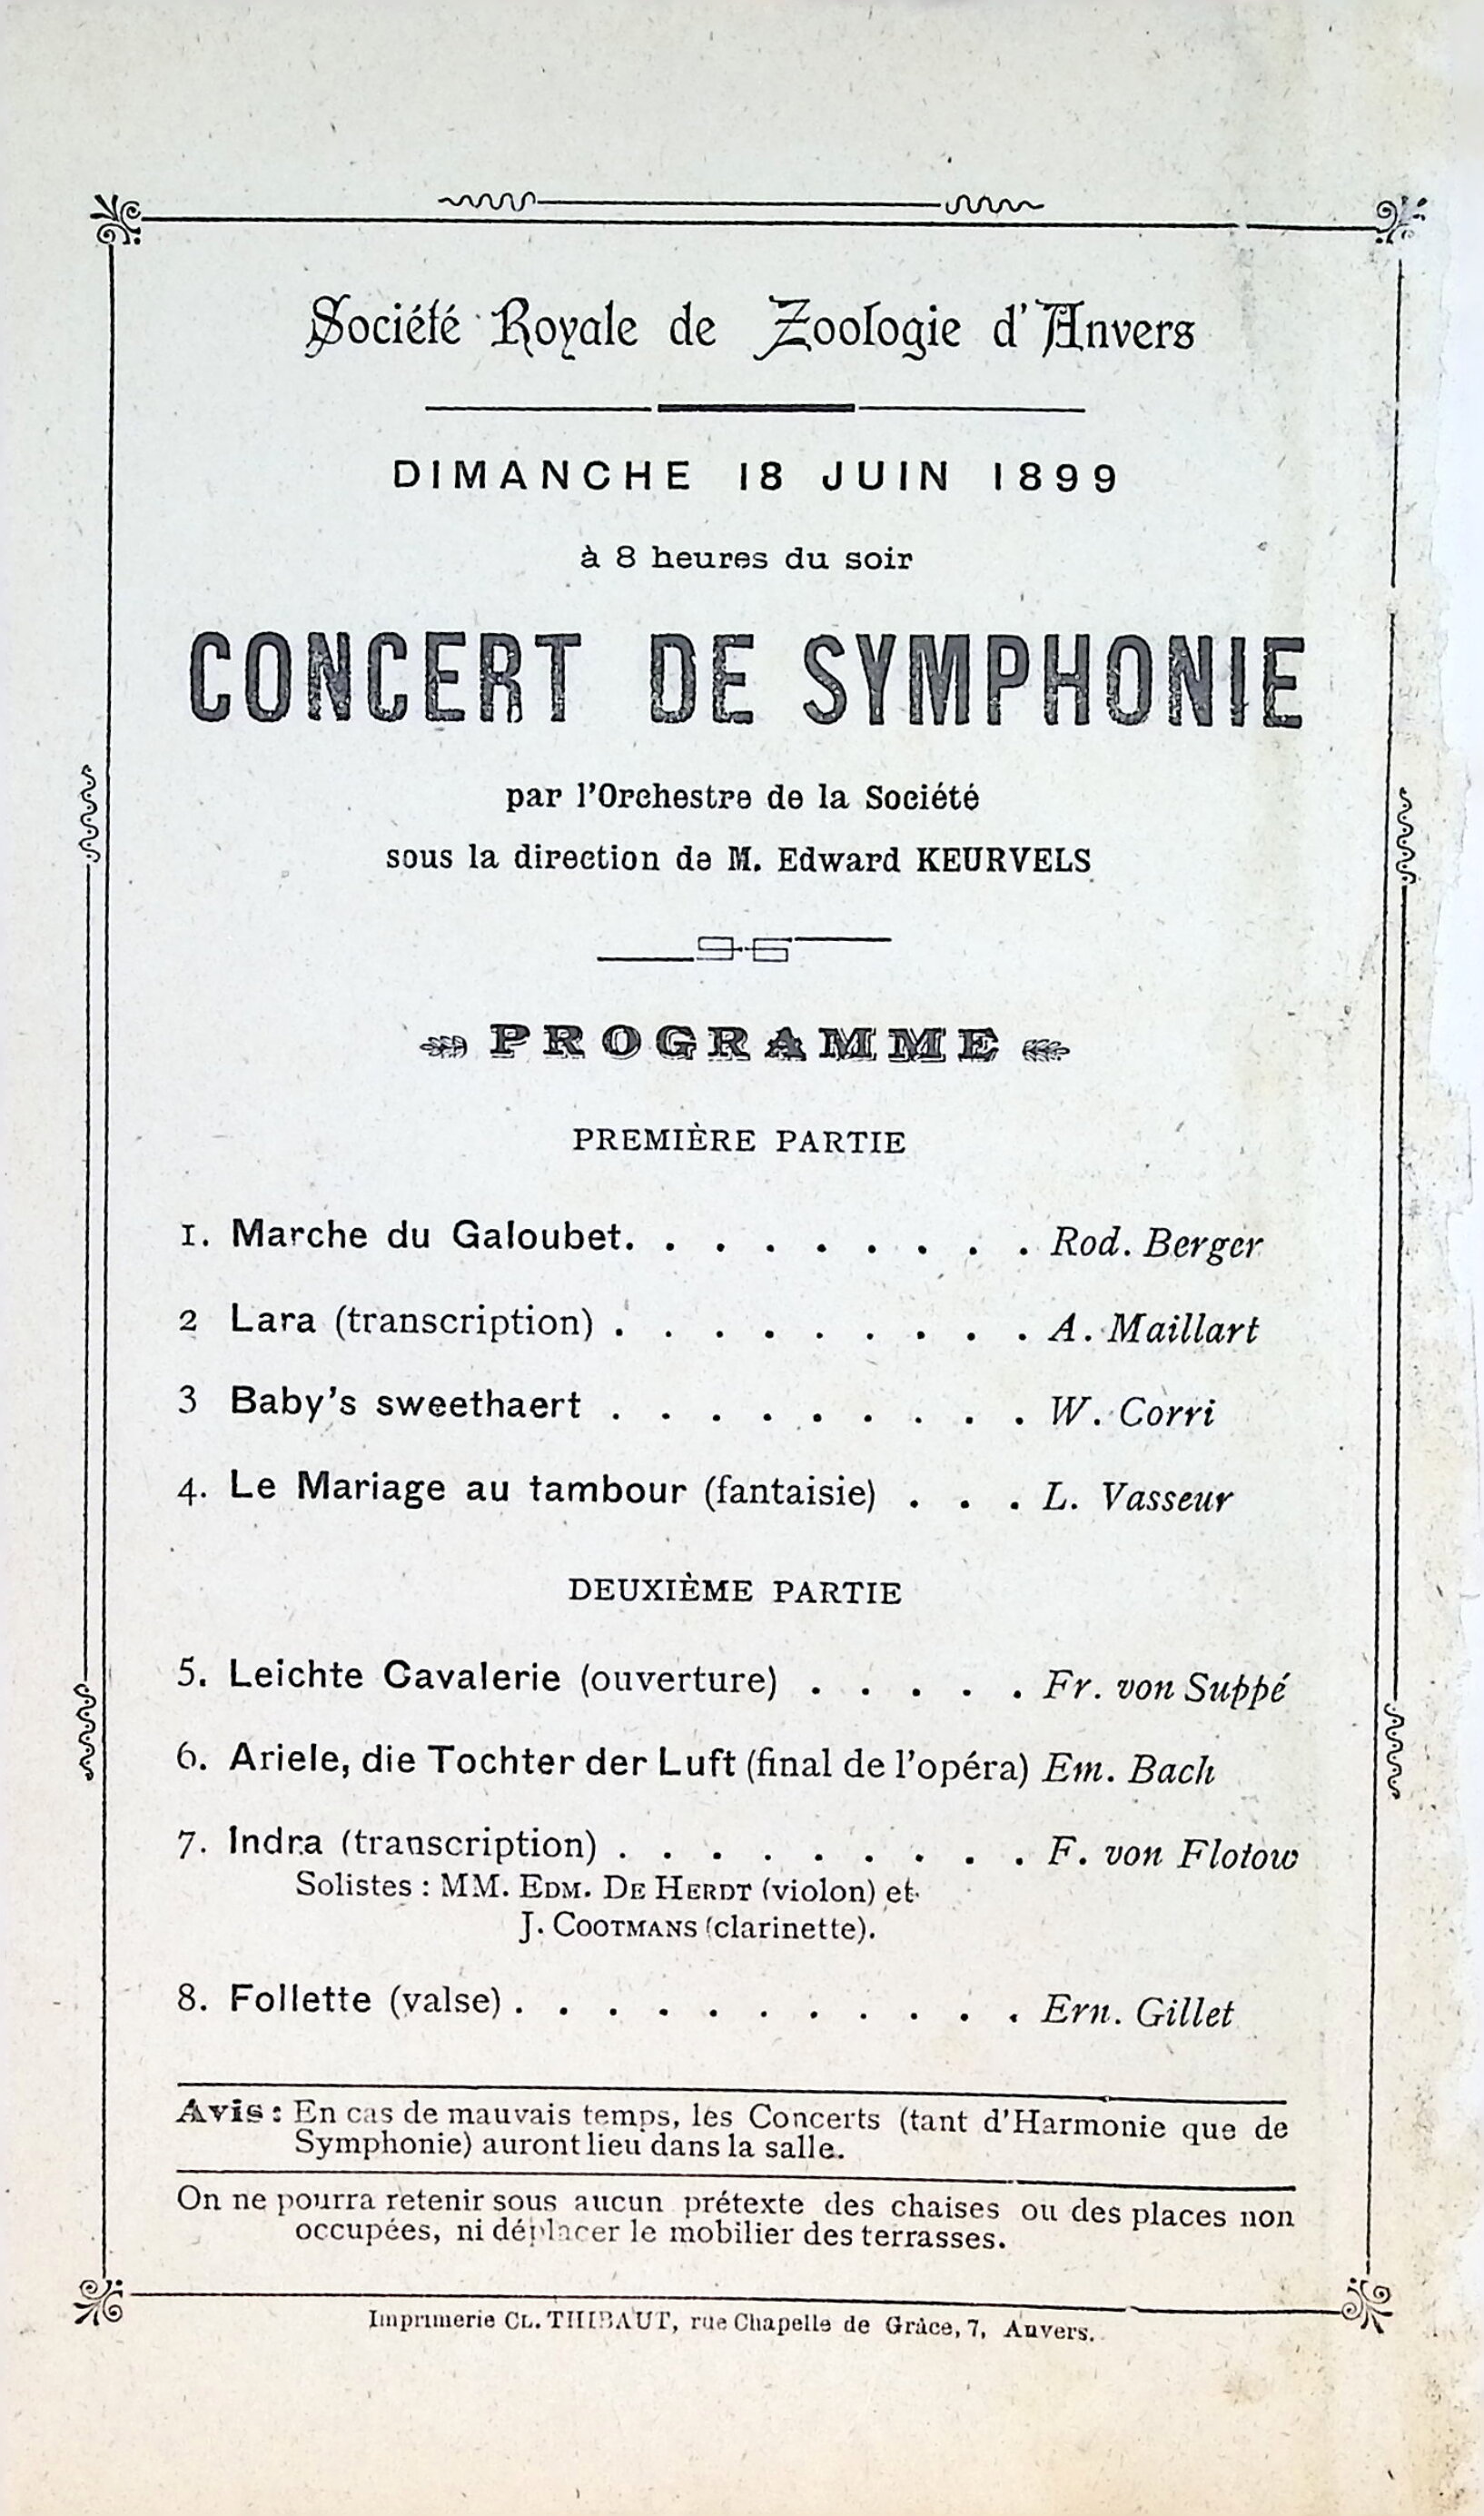 Société Royale de Zoologie d'Anvers
DIMANCHE 18 JUIN 1899
à 8 heures du soir
CONCERT DE SYMPHONIE
par l'Orchestre de la Société
sous la direction de M. Edward KEURVELS
PROGRAMME
PREMIÈRE PARTIE
1. Marche du Galoubet. . . . . . . . . Rod. Berger
2 Lara (transcription) . . . . . . . . . A. Maillart
3 Baby's sweethaert . . . . . . . . . W. Corri
4. Le Mariage au tambour (fantaisie) . . . L. Vasseur
DEUXIÈME PARTIE
5. Leichte Cavalerie (ouverture) . . . . . Fr. von Suppé
6. Ariele, die Tochter der Luft (final de l'opéra) Em. Bach
7. Indra (transcription) . . . . . . . . . F. von Flotow
Solistes : MM. EDM. DE HERDT (violon) et
J. COOTMANS (clarinette).
8. Follette (valse) . . . . . . . . . . . Ern. Gillet
Avis : En cas de mauvais temps, les Concerts (tant d'Harmonie que de
Symphonie) auront lieu dans la salle.
On ne pourra retenir sous aucun prétexte des chaises ou des places non
occupées, ni déplacer le mobilier des terrasses.
Imprimerie CL. THIBAUT, rue Chapelle de Grâce, 7, Anvers.